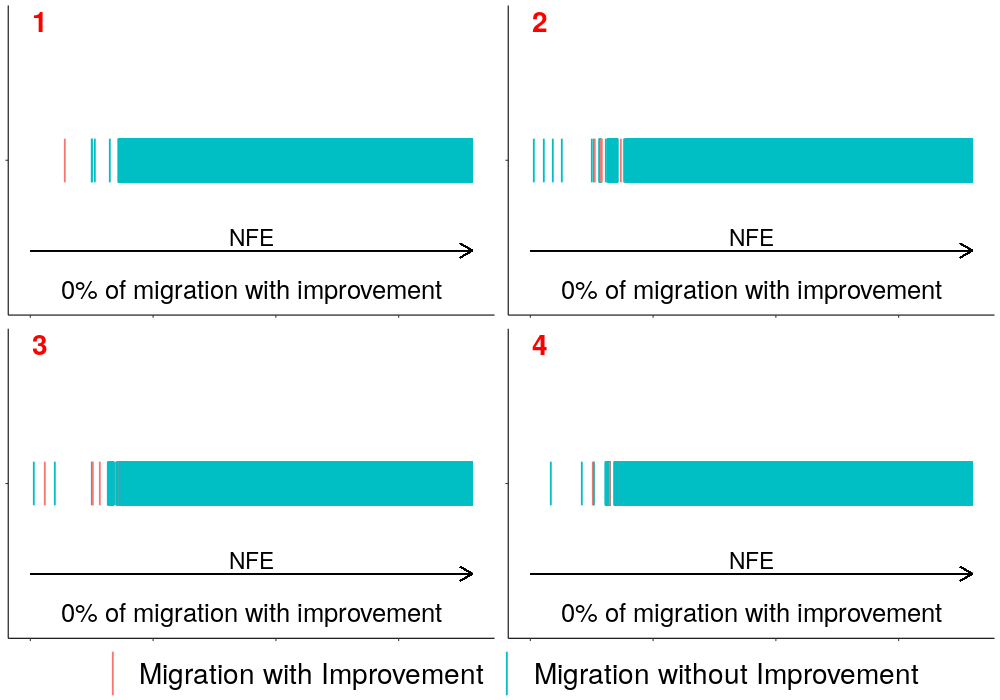 1
NFE
0% of migration with improvement
2
NFE
0% of migration with improvement
3
NFE
0% of migration with improvement
4
NFE
0% of migration with improvement
Migration with Improvement Migration without Improvement